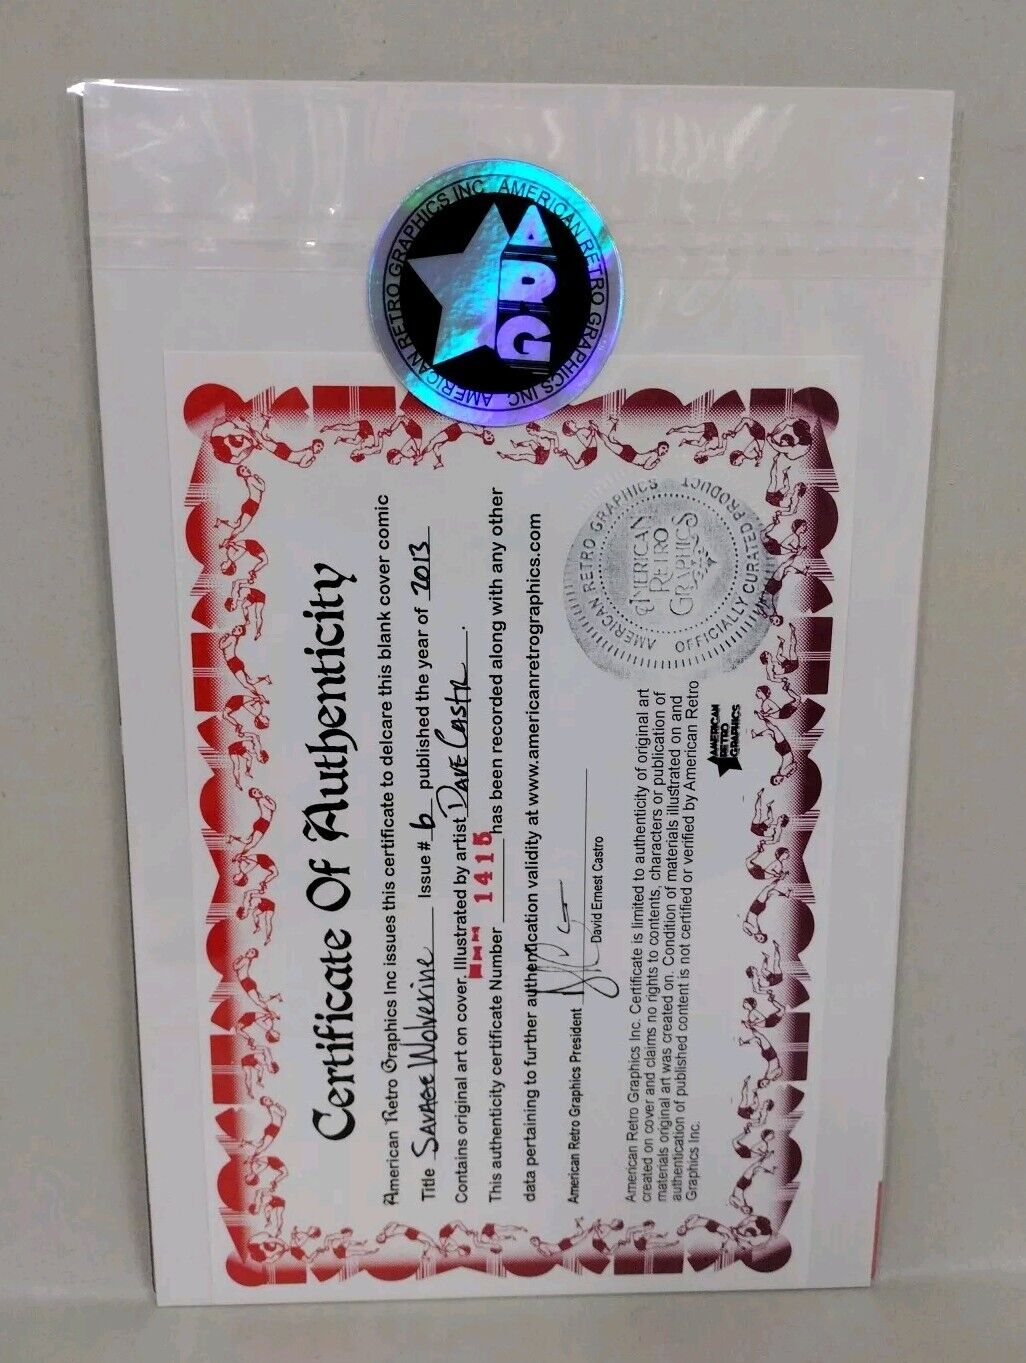 AMERICAN RETRO GRAPHICS INC AMERICAN RETRO GRAPHICS INC
ARG
Certificate Of Authenticity
American Retro Graphics Inc issues this certificate to delcare this blank cover comic
Title SAVAGE Wolverine Issue # 6 published the year of 2013
Contains original art on cover. Illustrated by artist DAVE Castr.
This authenticity certificate Number 1415 has been recorded along with any other
data pertaining to further authentication validity at www.americanretrographics.com
American Retro Graphics President
David Ernest Castro
American Retro Graphics Inc. Certificate is limited to authenticity of original art
created on cover and claims no rights to contents, characters or publication of
materials original art was created on. Condition of materials illustrated on and
authentication of published content is not certified or verified by American Retro
Graphics Inc.
AMERICAN
RETRO
GRAPHICS
AMERICAN RETRO GRAPHICS
OFFICIALLY CURATED PRODUCT
AMERICAN
RETRO
GRAPHICS